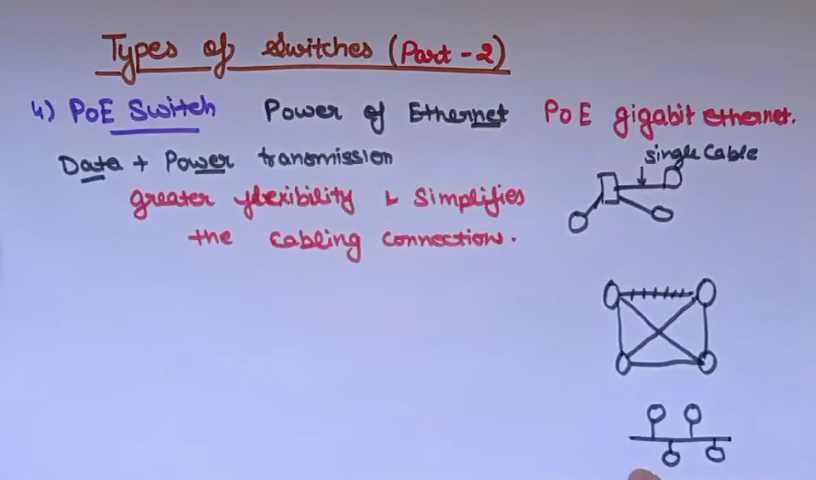 Types of Switches (Part-2)
4) PoE Switch Power of Ethernet PoE gigabit ethernet.
Data + Power transmission
single Cable
greater flexibility & Simplifies
the cabling connection.